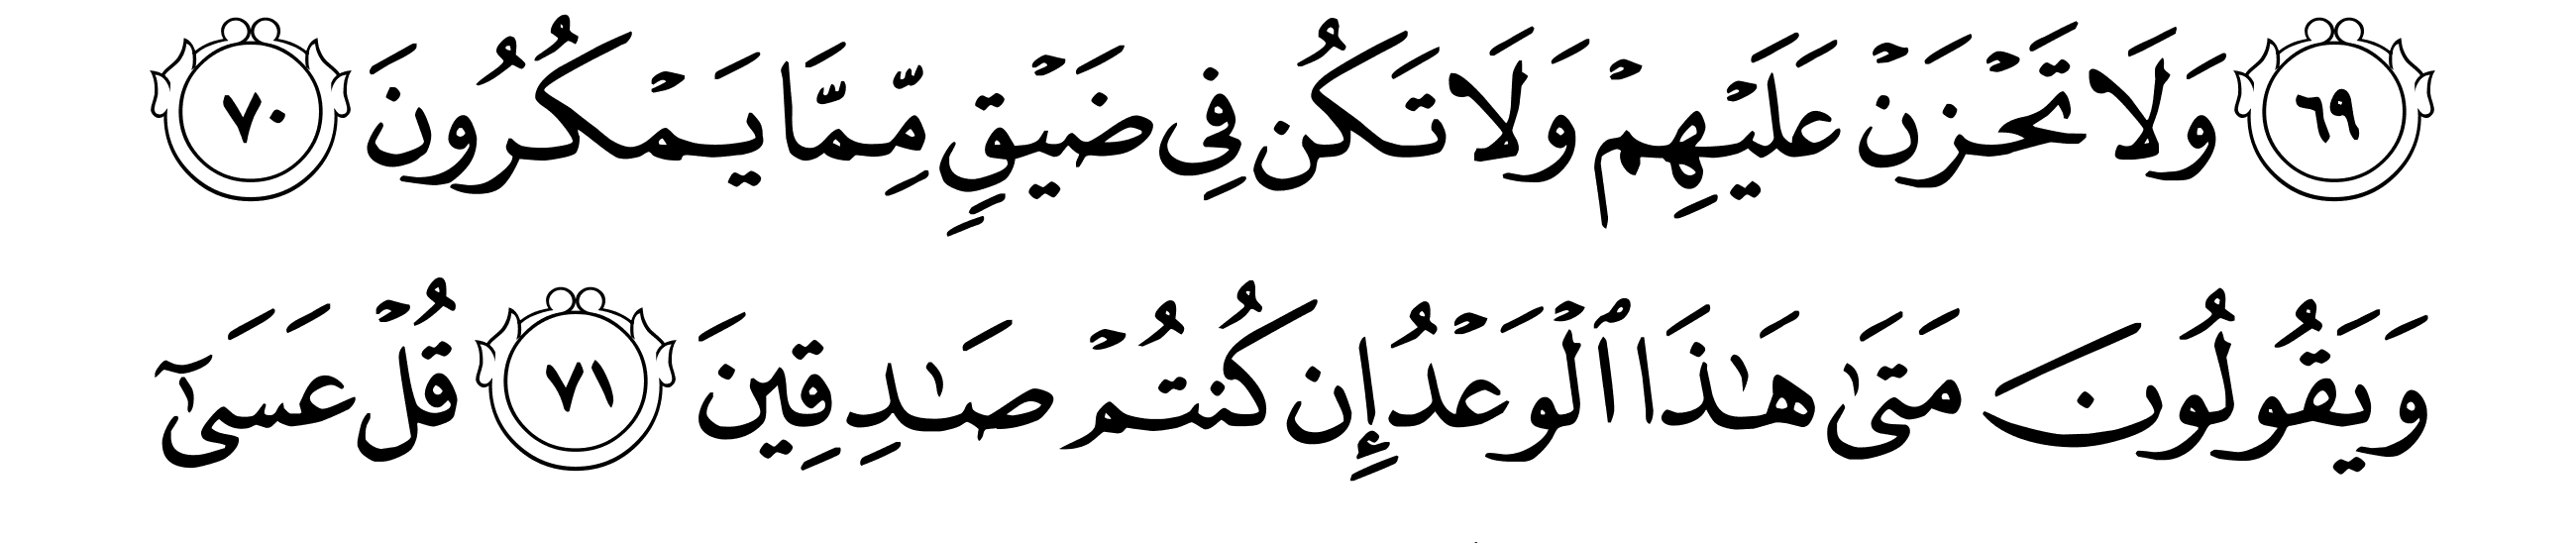 ٦٩ وَلَا تَحْزَنْ عَلَيْهِمْ وَلَا تَكُن فِى ضَيْقٍ مِّمَّا يَمْكُرُونَ ٧٠
وَيَقُولُونَ مَتَىٰ هَـٰذَا ٱلْوَعْدُ إِن كُنتُمْ صَـٰدِقِينَ ٧١ قُلْ عَسَىٰٓ